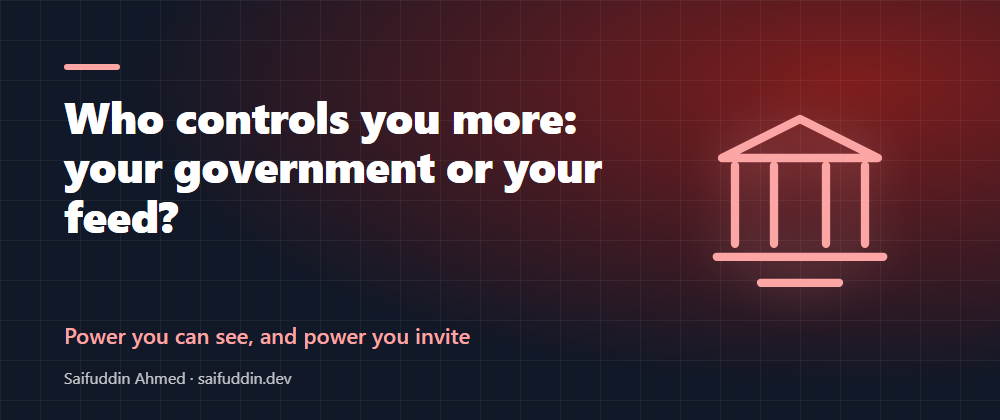 Who controls you more:
your government or your
feed?
Power you can see, and power you invite
Saifuddin Ahmed · saifuddin.dev